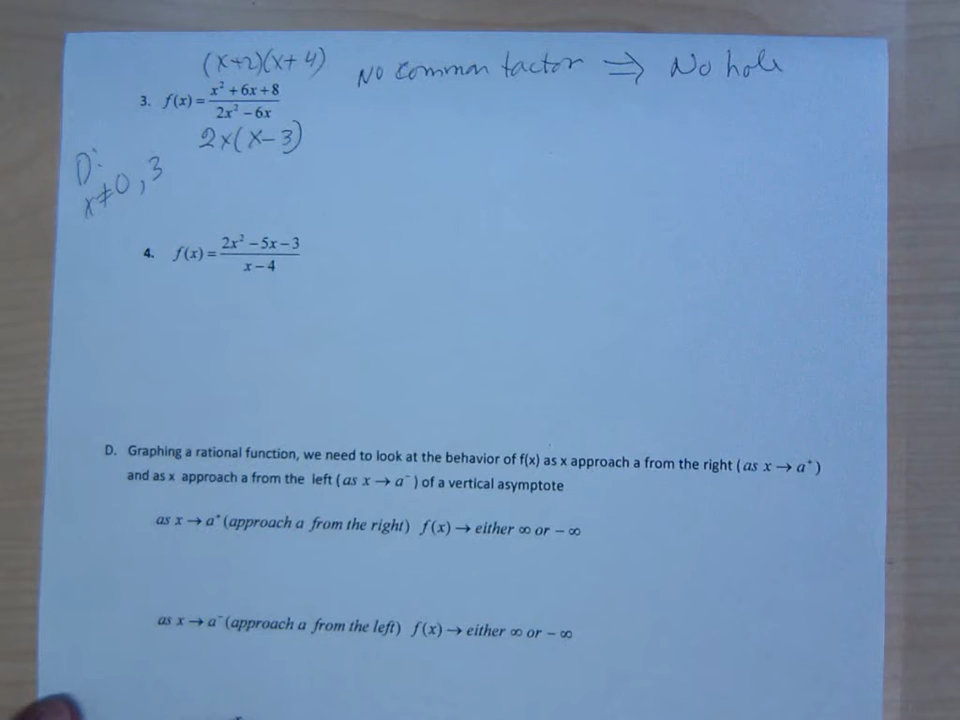 (x+2)(x+4) No common factor ⇒ No hole
3. f(x) = (x² + 6x + 8)/(2x² − 6x)
2x(x−3)
D:
x≠0, 3
4. f(x) = (2x² − 5x − 3)/(x − 4)
D. Graphing a rational function, we need to look at the behavior of f(x) as x approach a from the right (as x → a⁺)
and as x approach a from the left (as x → a⁻) of a vertical asymptote
as x → a⁺ (approach a from the right) f(x) → either ∞ or − ∞
as x → a⁻ (approach a from the left) f(x) → either ∞ or − ∞